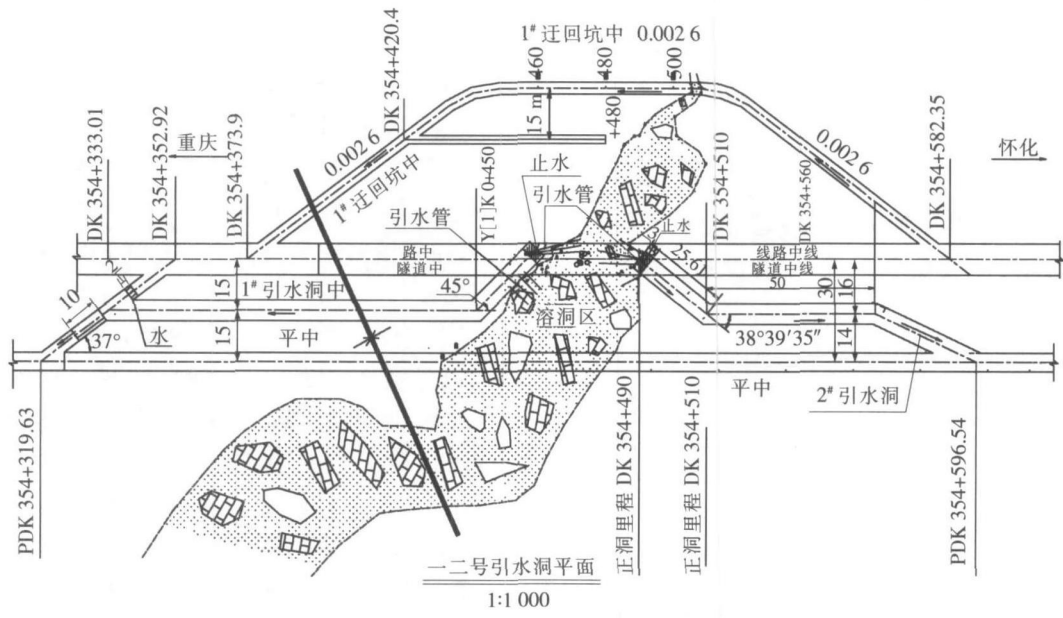 1# 迂回坑中 0.002 6
DK 354+420.4
460
480
500
15 m
+480
DK 354+333.01
DK 354+352.92
重庆
DK 354+373.9
0.002 6
1# 迂回坑中
引水管
Y[1]K 0+450
止水
引水管
止水
25.6
DK 354+510
DK 354+560
0.002 6
DK 354+582.35
怀化
路中
隧道中
线路中线
隧道中线
50
10
37°
水
15
15
1# 引水洞中
平中
45°
溶洞区
30
16
14
38°39′35″
平中
2# 引水洞
PDK 354+319.63
正洞里程 DK 354+490
正洞里程 DK 354+510
PDK 354+596.54
一二号引水洞平面
1:1 000